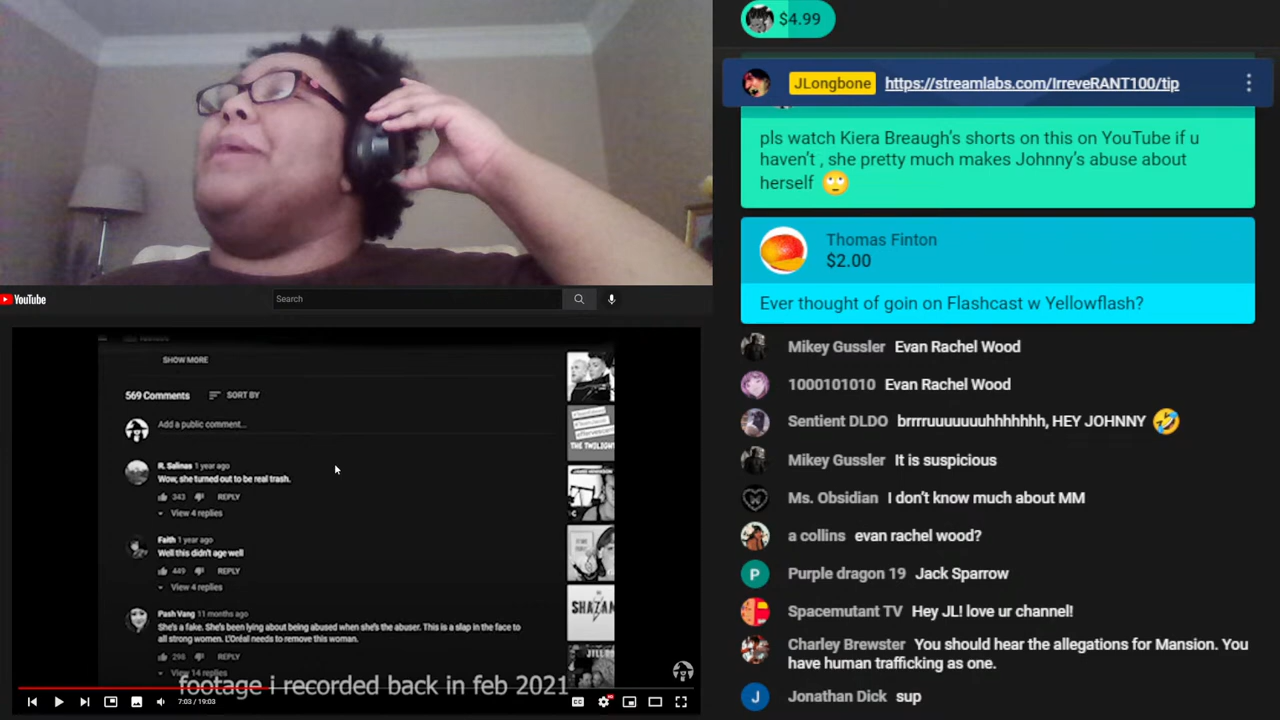 $4.99
JLongbone https://streamlabs.com/IrreveRANT100/tip
pls watch Kiera Breaugh's shorts on this on YouTube if u
haven't , she pretty much makes Johnny's abuse about
herself 🙄
Thomas Finton
$2.00
Ever thought of goin on Flashcast w Yellowflash?
Mikey Gussler Evan Rachel Wood
1000101010 Evan Rachel Wood
Sentient DLDO brrrruuuuuuhhhhhhh, HEY JOHNNY 🤣
Mikey Gussler It is suspicious
Ms. Obsidian I don't know much about MM
a collins evan rachel wood?
Purple dragon 19 Jack Sparrow
Spacemutant TV Hey JL! love ur channel!
Charley Brewster You should hear the allegations for Mansion. You
have human trafficking as one.
Jonathan Dick sup
YouTube
Search
SHOW MORE
569 Comments SORT BY
Add a public comment...
R. Salinas 1 year ago
Wow, she turned out to be real trash.
343 REPLY
View 4 replies
Faith 1 year ago
Well this didn't age well
449 REPLY
View 4 replies
Pash Vang 11 months ago
She's a fake. She's been lying about being abused when she's the abuser. This is a slap in the face to
all strong women. L'Oréal needs to remove this woman.
298 REPLY
View 14 replies
THE TWILIGHT
SHAZAM
footage i recorded back in feb 2021
7:03 / 19:03